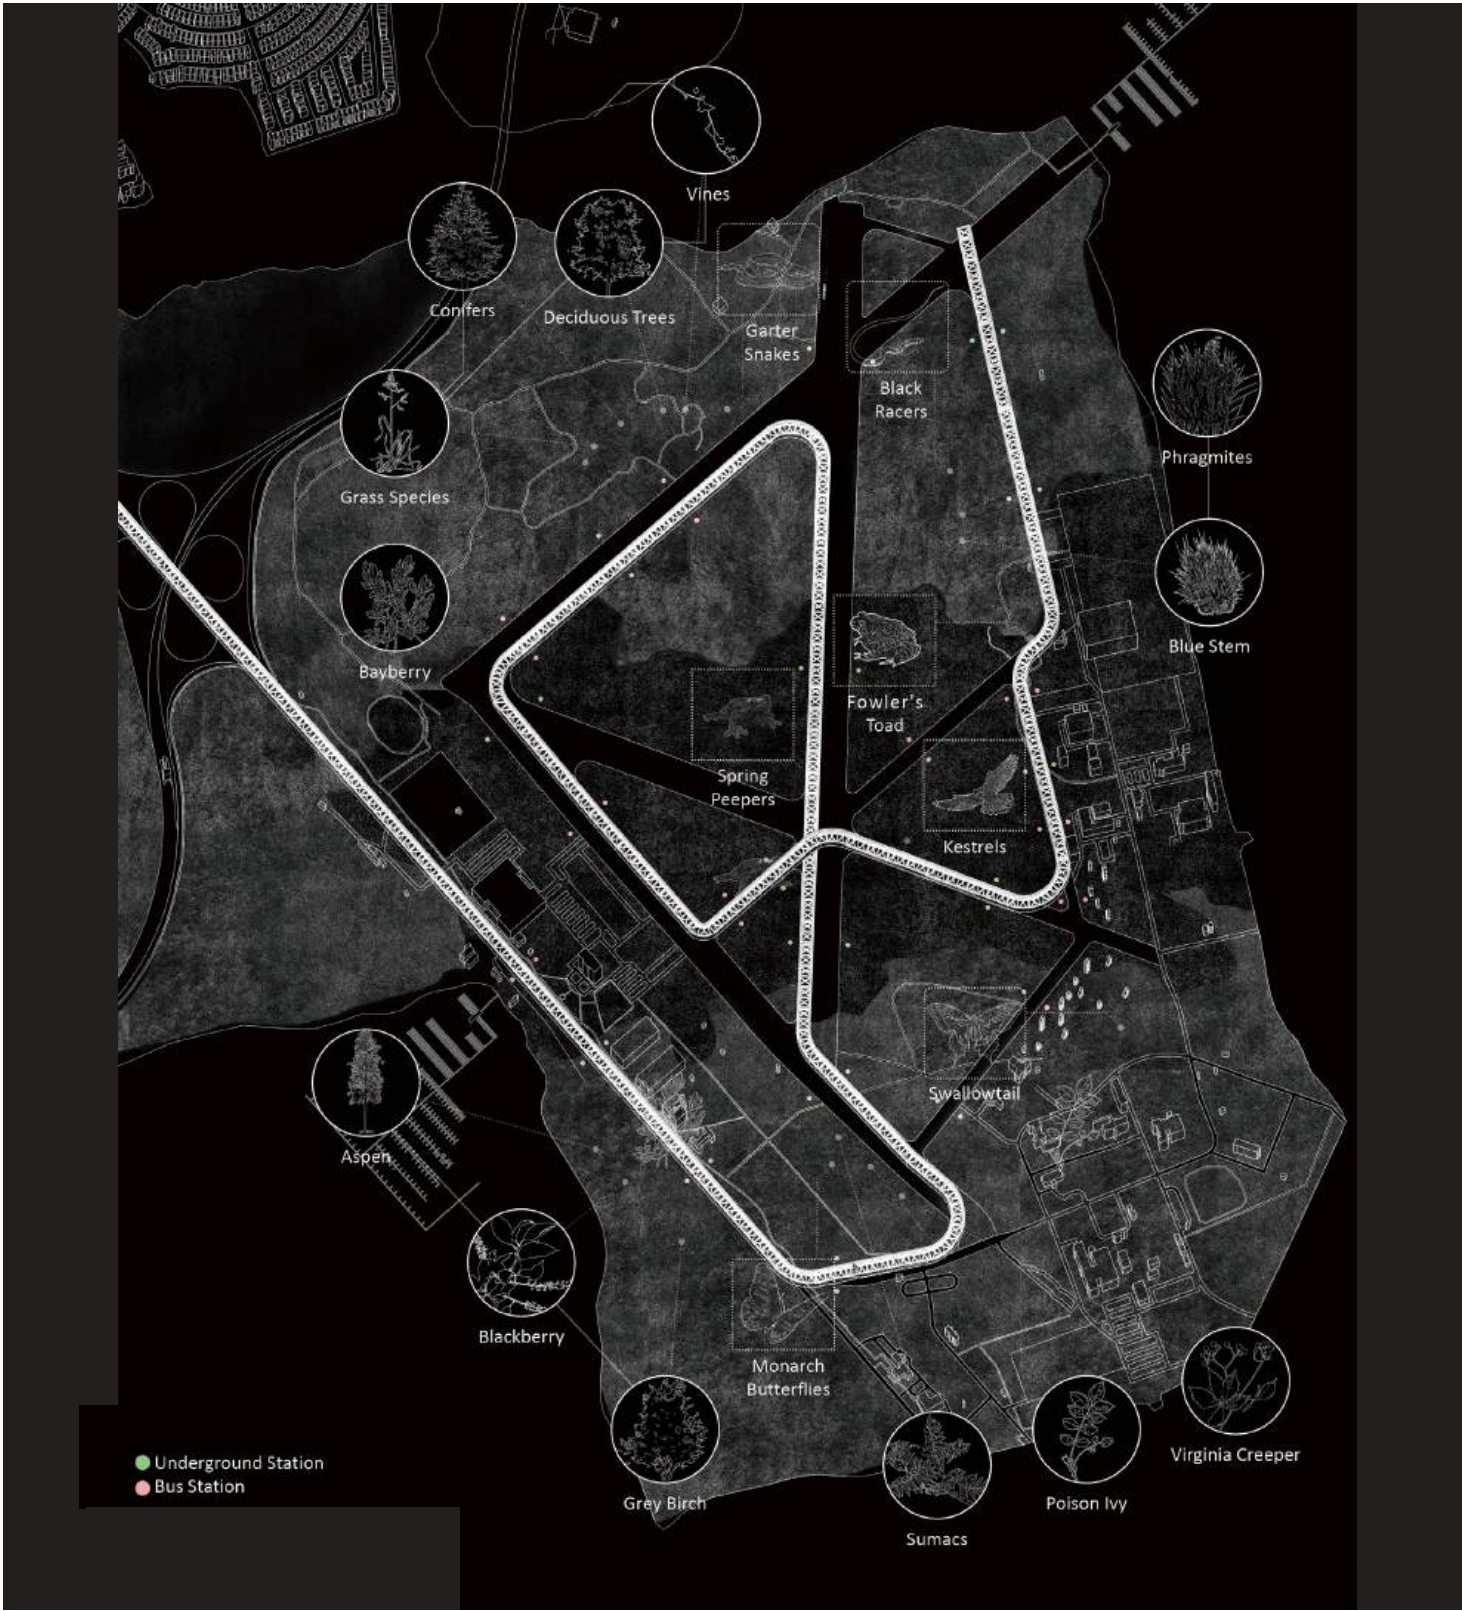 Vines
Conifers
Deciduous Trees
Garter
Snakes
Black
Racers
Phragmites
Grass Species
Blue Stem
Bayberry
Fowler's
Toad
Spring
Peepers
Kestrels
Swallowtail
Aspen
Blackberry
Monarch
Butterflies
Virginia Creeper
Underground Station
Bus Station
Grey Birch
Poison Ivy
Sumacs